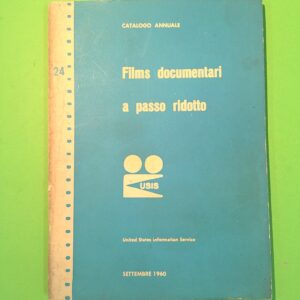 CATALOGO ANNUALE
24
Films documentari
a passo ridotto
USIS
United States Information Service
SETTEMBRE 1960